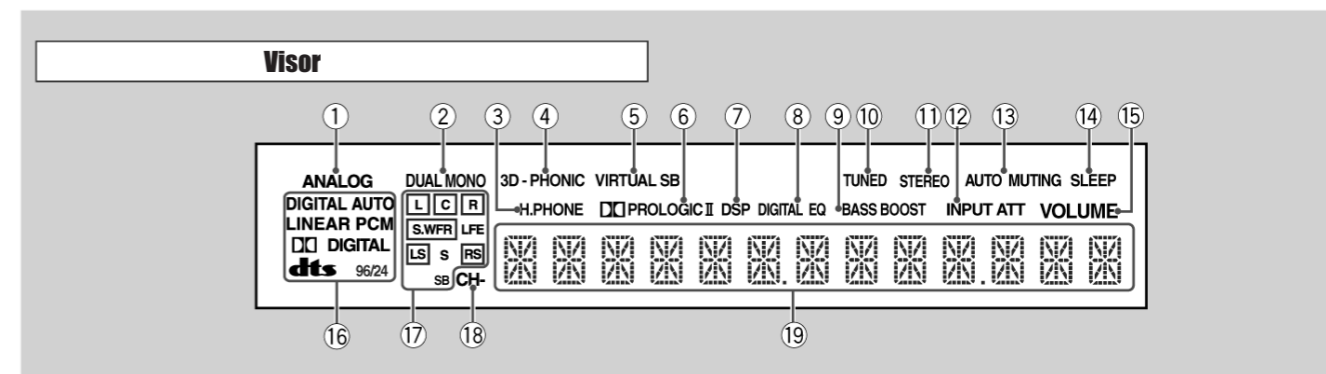 Visor
① ② ③ ④ ⑤ ⑥ ⑦ ⑧ ⑨ ⑩ ⑪ ⑫ ⑬ ⑭ ⑮
ANALOG DUAL MONO 3D-PHONIC VIRTUAL SB TUNED STEREO AUTO MUTING SLEEP
DIGITAL AUTO L C R H.PHONE PROLOGIC II DSP DIGITAL EQ BASS BOOST INPUT ATT VOLUME
LINEAR PCM S.WFR LFE
DIGITAL LS S RS
dts 96/24 SB CH-
⑯ ⑰ ⑱ ⑲